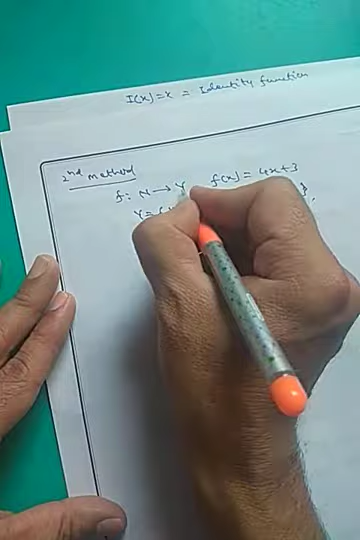 I(x)=x = Identity function
2nd method
f: N → Y f(x) = 4x+3
Y=